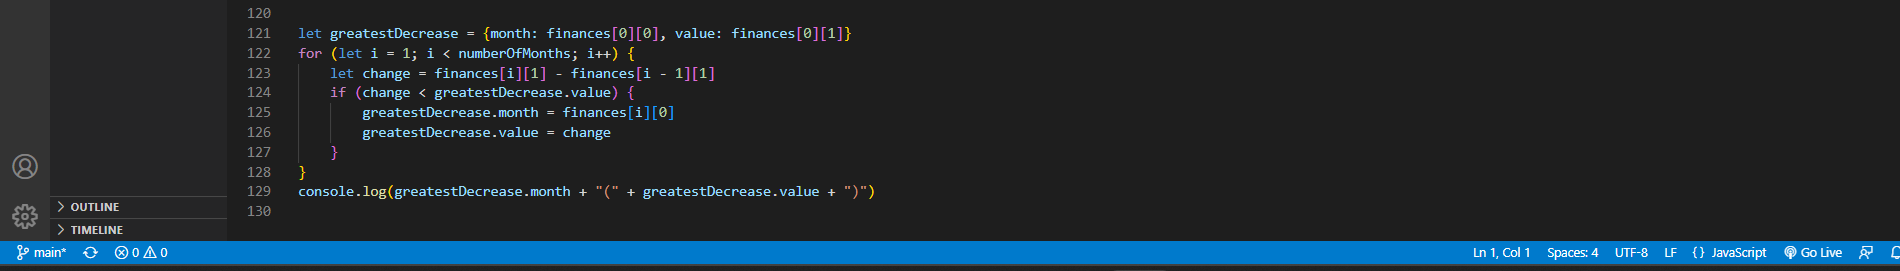 120
121 let greatestDecrease = {month: finances[0][0], value: finances[0][1]}
122 for (let i = 1; i < numberOfMonths; i++) {
123     let change = finances[i][1] - finances[i - 1][1]
124     if (change < greatestDecrease.value) {
125         greatestDecrease.month = finances[i][0]
126         greatestDecrease.value = change
127     }
128 }
129 console.log(greatestDecrease.month + "(" + greatestDecrease.value + ")")
130
OUTLINE
TIMELINE
main* 0 0 Ln 1, Col 1 Spaces: 4 UTF-8 LF {} JavaScript Go Live